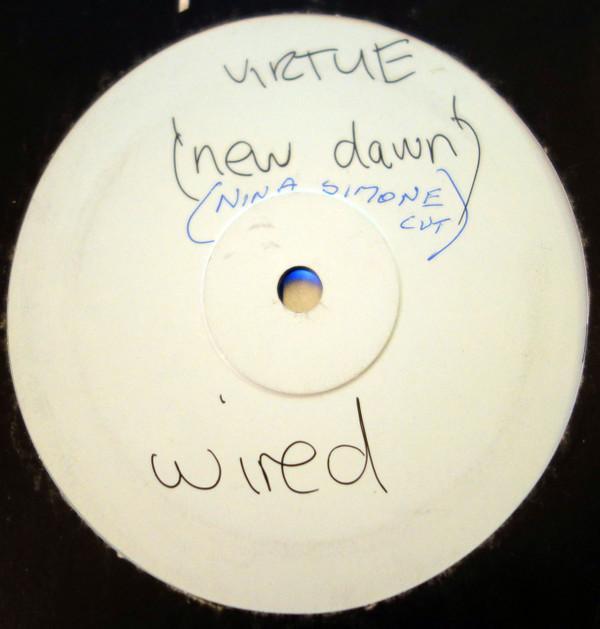 VIRTUE
('new dawn')
(NINA SIMONE
CUT)
wired